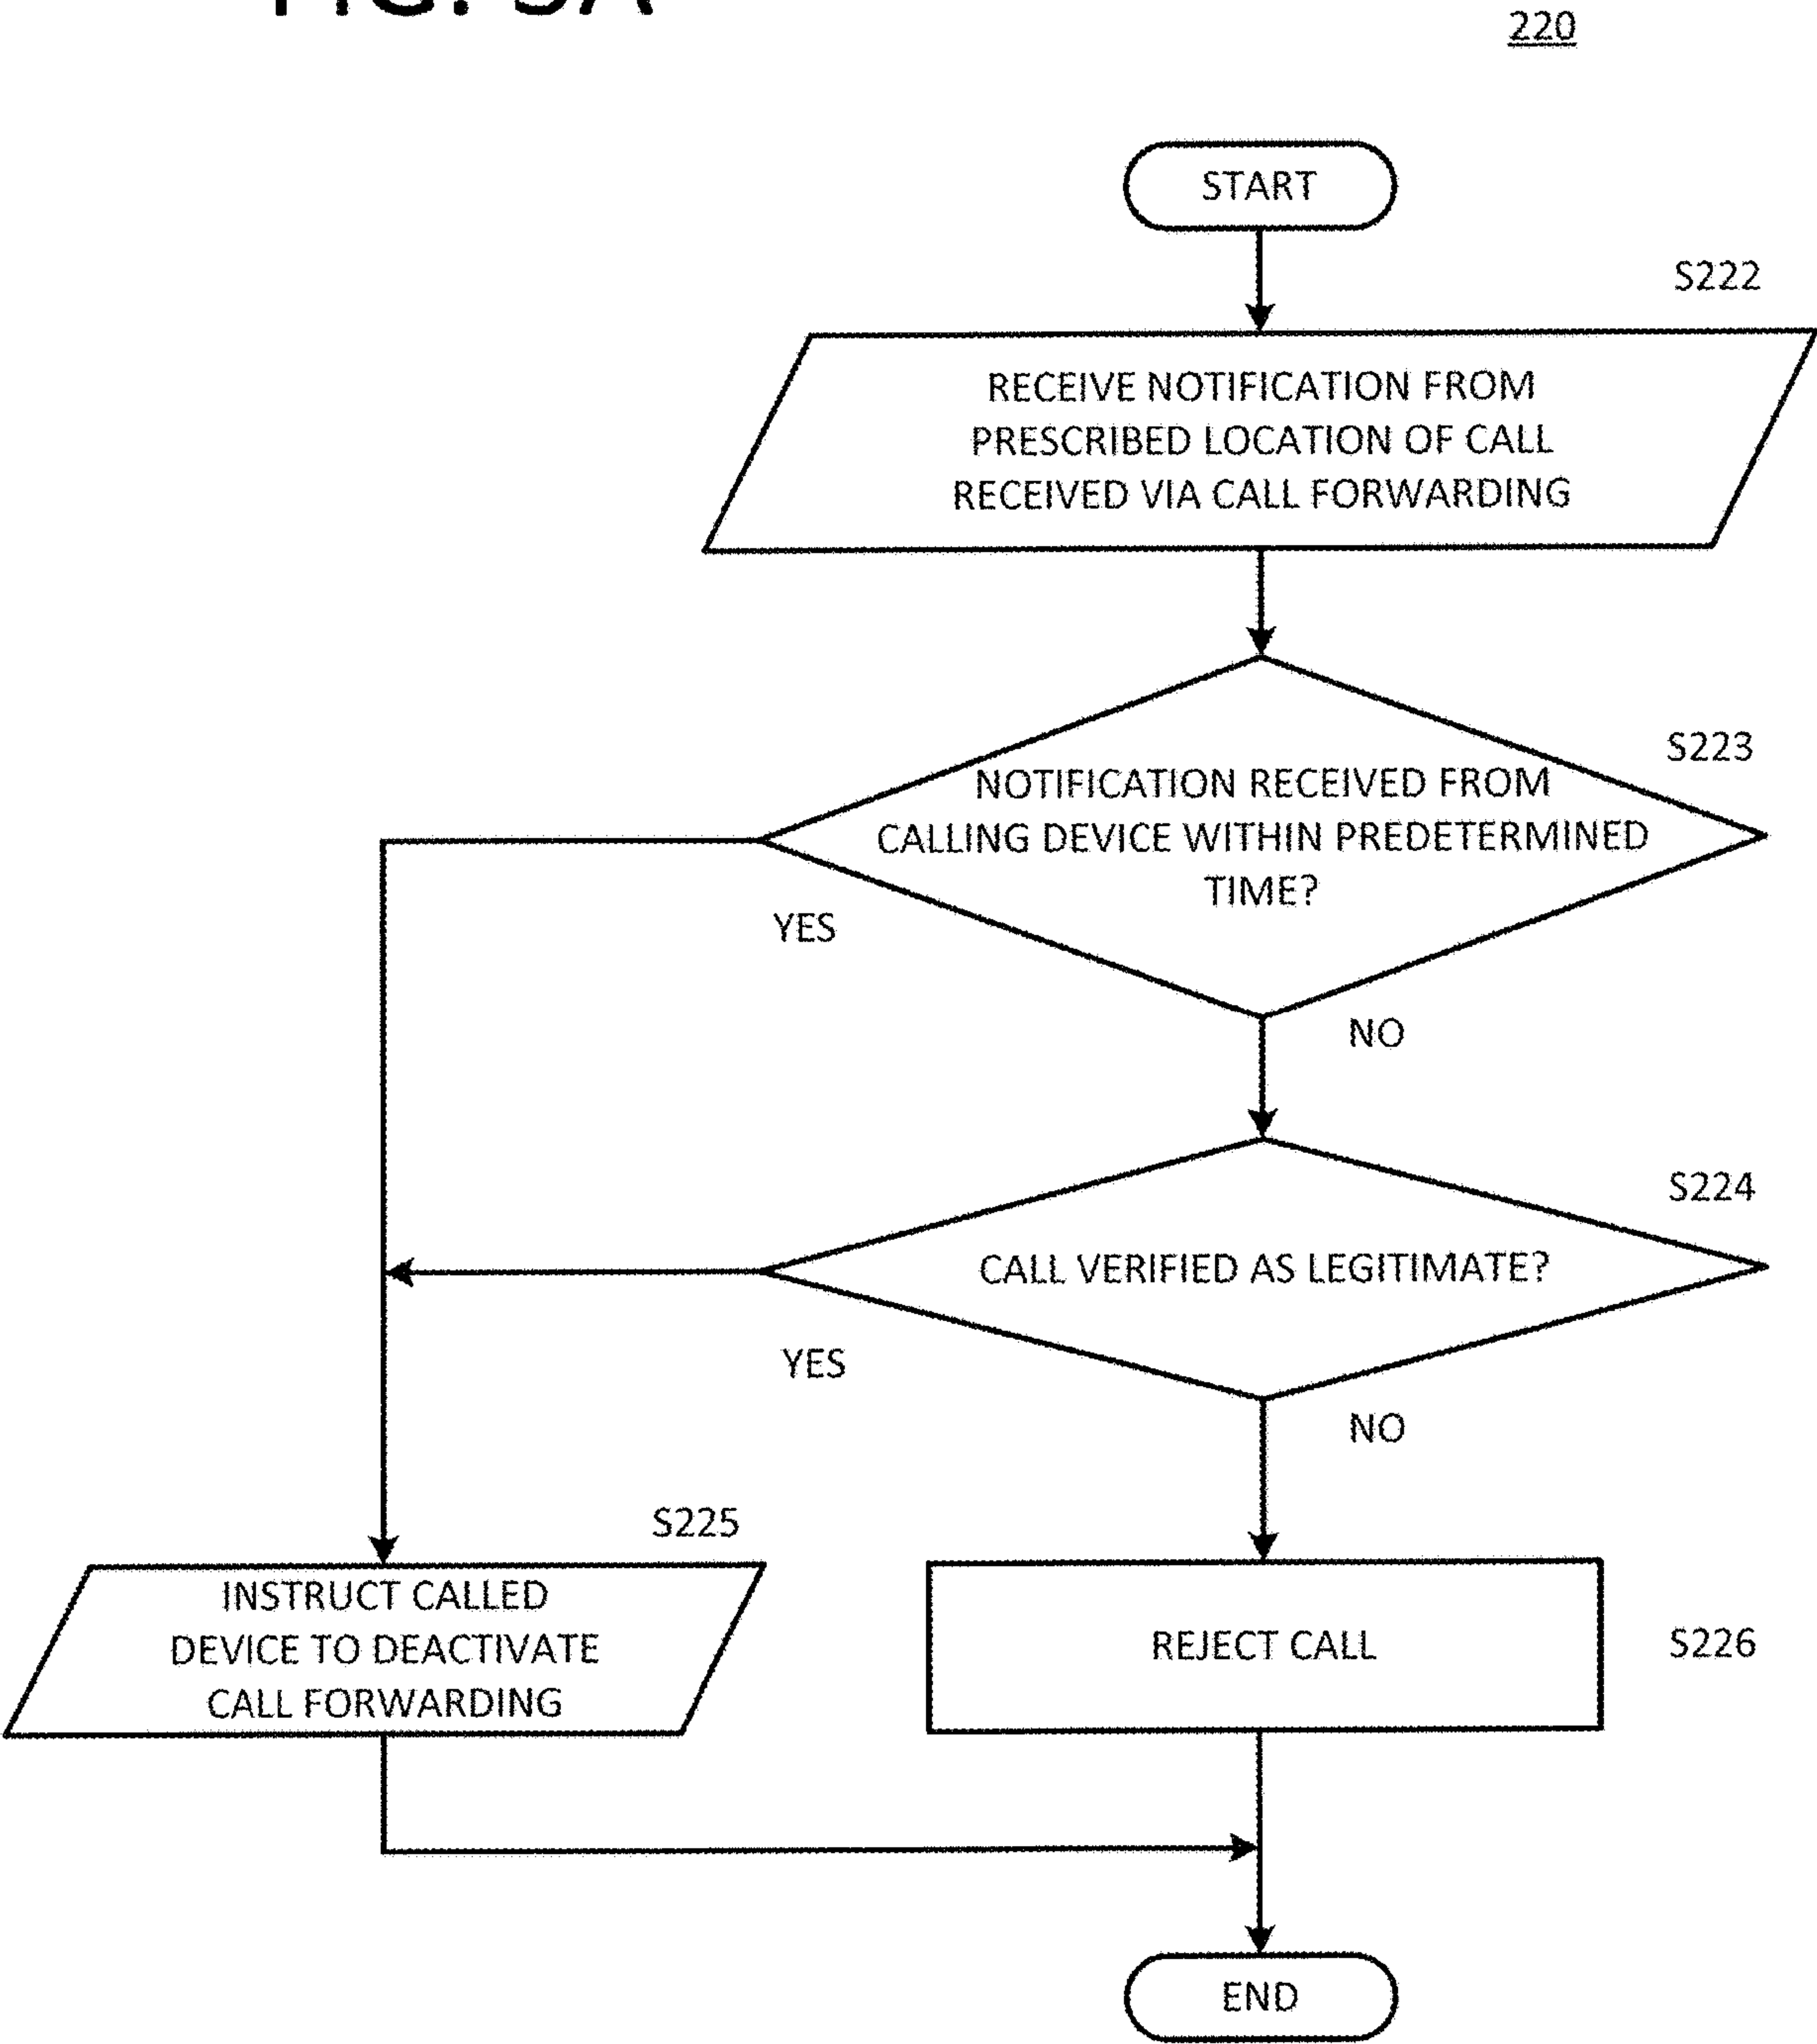 FIG. 3A
220
START
S222
RECEIVE NOTIFICATION FROM
PRESCRIBED LOCATION OF CALL
RECEIVED VIA CALL FORWARDING
S223
NOTIFICATION RECEIVED FROM
CALLING DEVICE WITHIN PREDETERMINED
TIME?
YES
NO
S224
CALL VERIFIED AS LEGITIMATE?
YES
NO
S225
INSTRUCT CALLED
DEVICE TO DEACTIVATE
CALL FORWARDING
REJECT CALL
S226
END